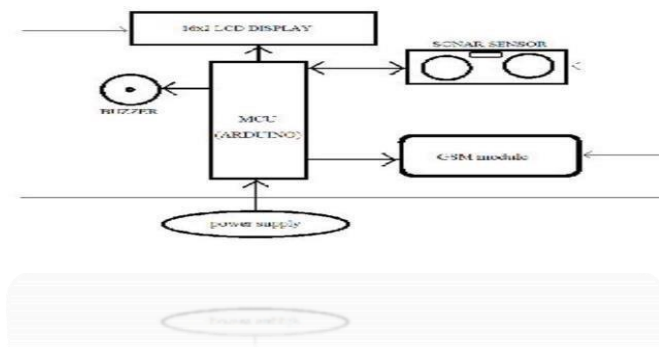 16x2 LCD DISPLAY
SONAR SENSOR
BUZZER
MCU
(ARDUINO)
GSM module
power supply